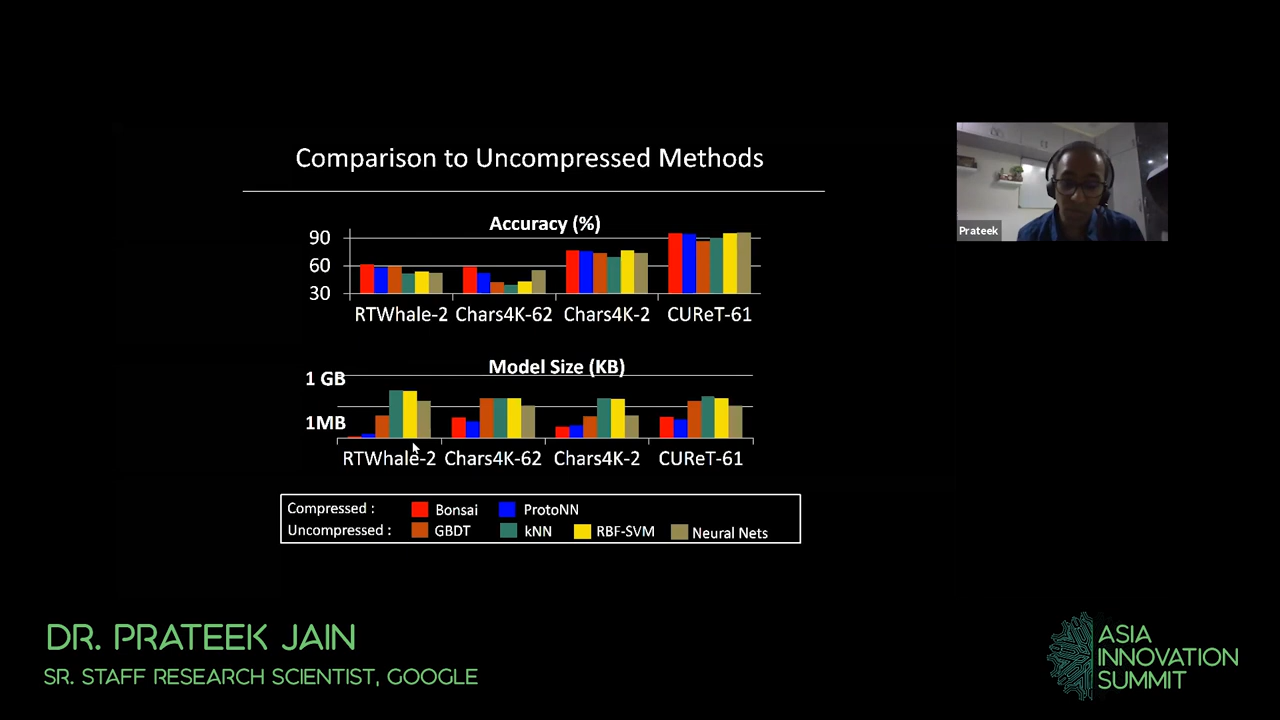 Comparison to Uncompressed Methods
Accuracy (%)
90
60
30
RTWhale-2 Chars4K-62 Chars4K-2 CUReT-61
Model Size (KB)
1 GB
1MB
RTWhale-2 Chars4K-62 Chars4K-2 CUReT-61
Compressed : Bonsai ProtoNN
Uncompressed : GBDT kNN RBF-SVM Neural Nets
Prateek
DR. PRATEEK JAIN
SR. STAFF RESEARCH SCIENTIST, GOOGLE
ASIA
INNOVATION
SUMMIT